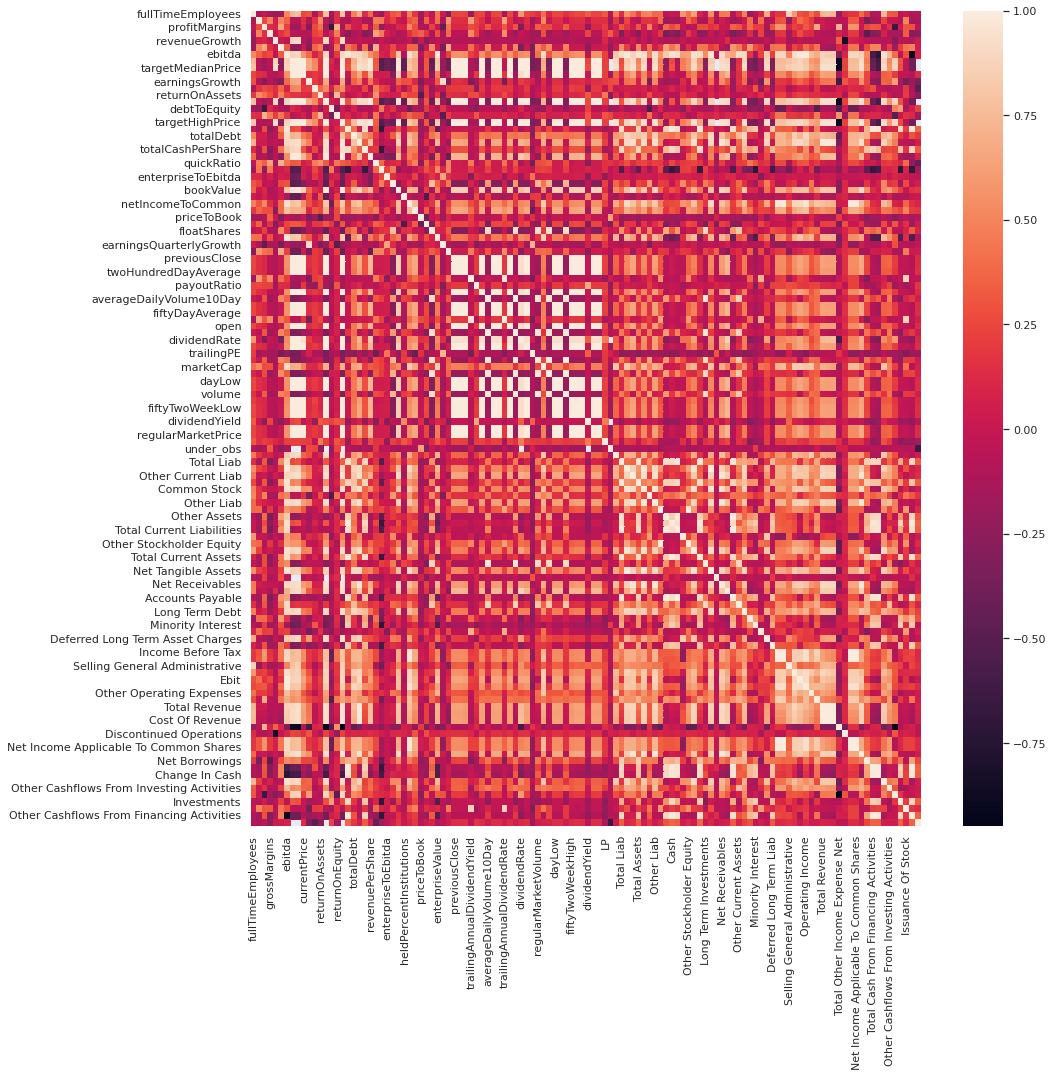 fullTimeEmployees
profitMargins
revenueGrowth
ebitda
targetMedianPrice
earningsGrowth
returnOnAssets
debtToEquity
targetHighPrice
totalDebt
totalCashPerShare
quickRatio
enterpriseToEbitda
bookValue
netIncomeToCommon
priceToBook
floatShares
earningsQuarterlyGrowth
previousClose
twoHundredDayAverage
payoutRatio
averageDailyVolume10Day
fiftyDayAverage
open
dividendRate
trailingPE
marketCap
dayLow
volume
fiftyTwoWeekLow
dividendYield
regularMarketPrice
under_obs
Total Liab
Other Current Liab
Common Stock
Other Liab
Other Assets
Total Current Liabilities
Other Stockholder Equity
Total Current Assets
Net Tangible Assets
Net Receivables
Accounts Payable
Long Term Debt
Minority Interest
Deferred Long Term Asset Charges
Income Before Tax
Selling General Administrative
Ebit
Other Operating Expenses
Total Revenue
Cost Of Revenue
Discontinued Operations
Net Income Applicable To Common Shares
Net Borrowings
Change In Cash
Other Cashflows From Investing Activities
Investments
Other Cashflows From Financing Activities
fullTimeEmployees
grossMargins
ebitda
currentPrice
returnOnAssets
returnOnEquity
totalDebt
revenuePerShare
enterpriseToEbitda
heldPercentInstitutions
priceToBook
enterpriseValue
previousClose
trailingAnnualDividendYield
averageDailyVolume10Day
trailingAnnualDividendRate
dividendRate
regularMarketVolume
dayLow
fiftyTwoWeekHigh
dividendYield
LP
Total Liab
Total Assets
Other Liab
Cash
Other Stockholder Equity
Long Term Investments
Net Receivables
Other Current Assets
Minority Interest
Deferred Long Term Liab
Selling General Administrative
Operating Income
Total Revenue
Total Other Income Expense Net
Net Income Applicable To Common Shares
Total Cash From Financing Activities
Other Cashflows From Investing Activities
Issuance Of Stock
1.00
0.75
0.50
0.25
0.00
−0.25
−0.50
−0.75